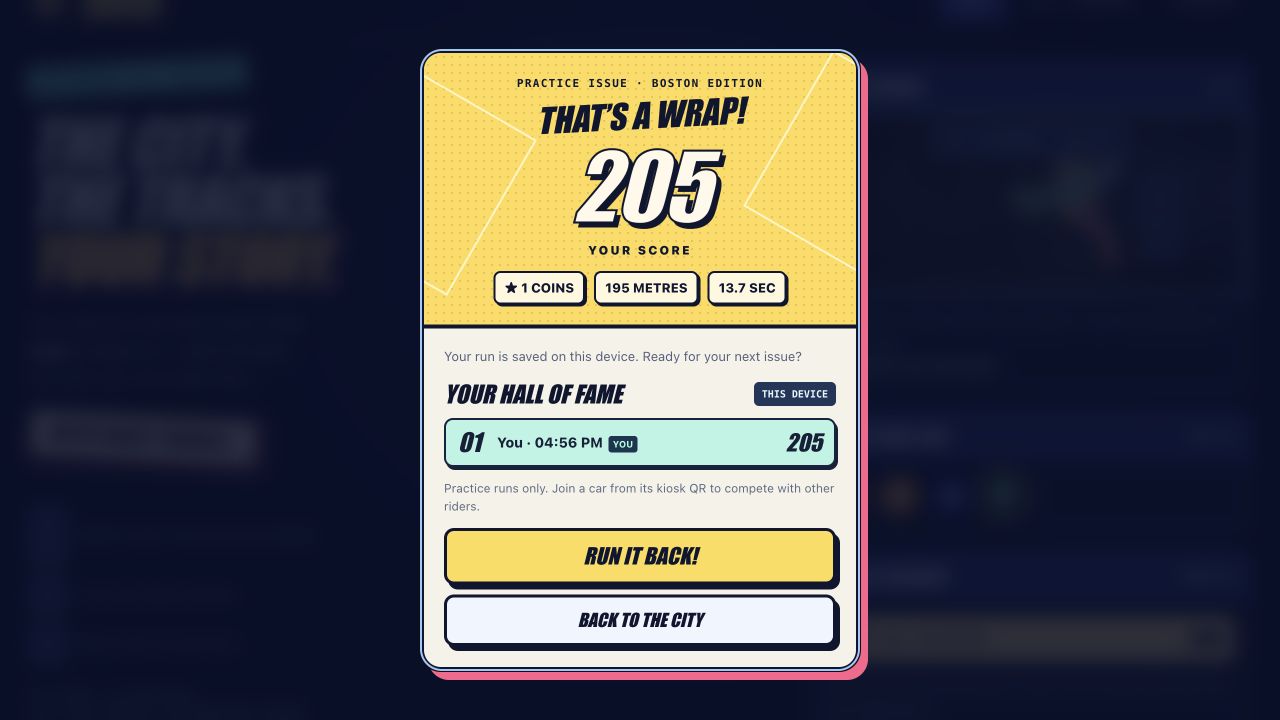 PRACTICE ISSUE · BOSTON EDITION
THAT'S A WRAP!
205
YOUR SCORE
★ 1 COINS
195 METRES
13.7 SEC
Your run is saved on this device. Ready for your next issue?
YOUR HALL OF FAME
THIS DEVICE
01 You · 04:56 PM YOU 205
Practice runs only. Join a car from its kiosk QR to compete with other
riders.
RUN IT BACK!
BACK TO THE CITY